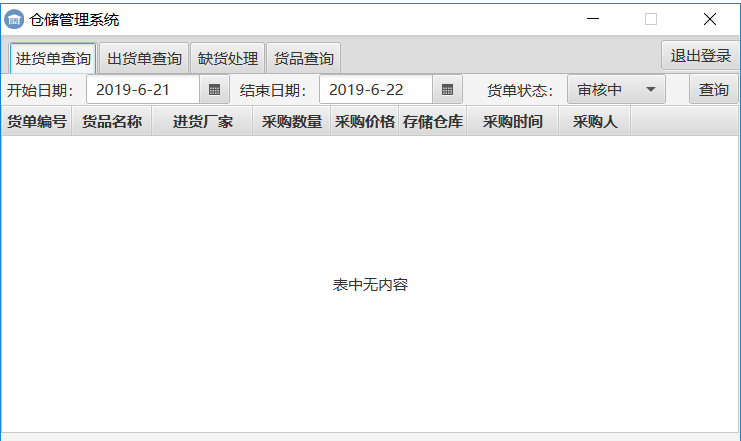 仓储管理系统
进货单查询 出货单查询 缺货处理 货品查询 退出登录
开始日期: 2019-6-21 结束日期: 2019-6-22 货单状态: 审核中 查询
货单编号 货品名称 进货厂家 采购数量 采购价格 存储仓库 采购时间 采购人
表中无内容